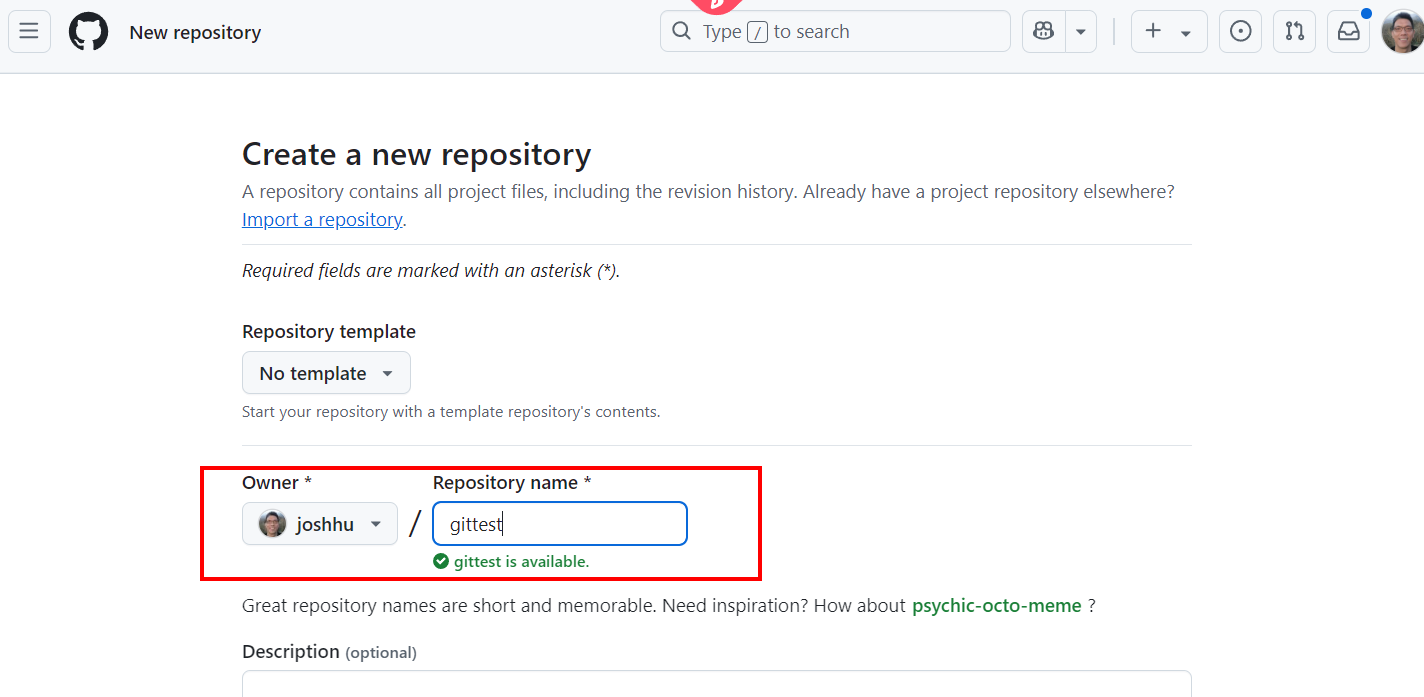 New repository
Type / to search
Create a new repository
A repository contains all project files, including the revision history. Already have a project repository elsewhere?
Import a repository.
Required fields are marked with an asterisk (*).
Repository template
No template
Start your repository with a template repository's contents.
Owner * Repository name *
joshhu / gittest
gittest is available.
Great repository names are short and memorable. Need inspiration? How about psychic-octo-meme ?
Description (optional)